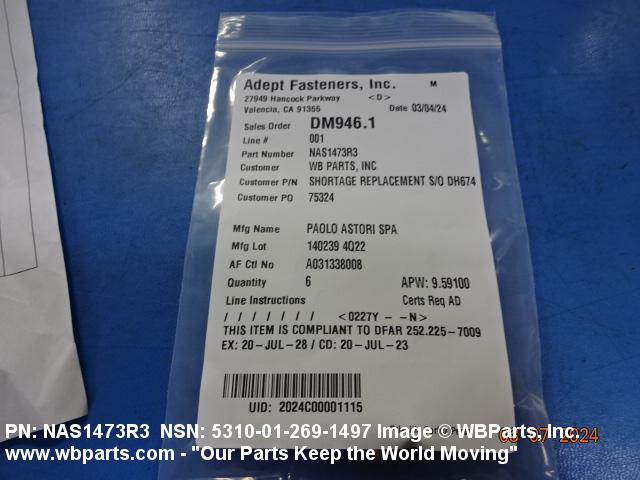 Adept Fasteners, Inc. M
27949 Hancock Parkway <D>
Valencia, CA 91355 Date 03/04/24
Sales Order DM946.1
Line # 001
Part Number NAS1473R3
Customer WB PARTS, INC
Customer P/N SHORTAGE REPLACEMENT S/O DH674
Customer PO 75324
Mfg Name PAOLO ASTORI SPA
Mfg Lot 140239 4Q22
AF Ctl No A031338008
Quantity 6 APW: 9.59100
Line Instructions Certs Req AD
/ / / / / / / <0227Y - -N>
THIS ITEM IS COMPLIANT TO DFAR 252.225-7009
EX: 20-JUL-28 / CD: 20-JUL-23
UID: 2024C00001115
PN: NAS1473R3 NSN: 5310-01-269-1497 Image © WBParts, Inc.
www.wbparts.com - "Our Parts Keep the World Moving"
2024